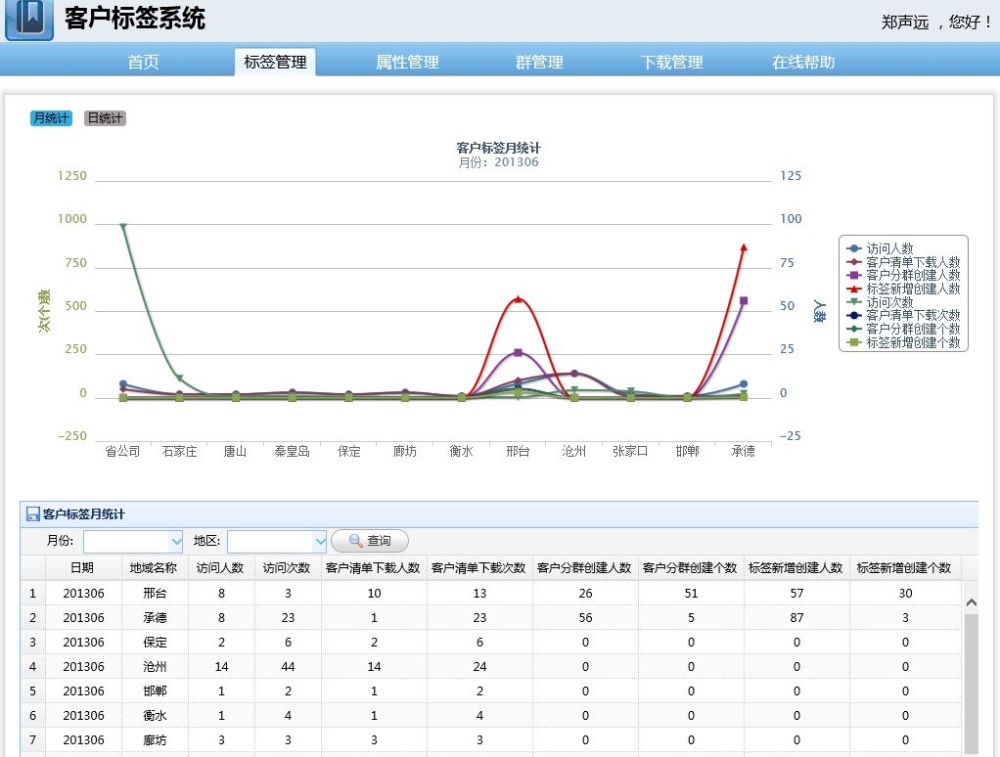 客户标签系统
郑声远 ，您好！
首页 标签管理 属性管理 群管理 下载管理 在线帮助
月统计 日统计
客户标签月统计
月份：201306
1250 125
1000 100
750 75
500 50
250 25
0 0
-250 -25
次(个)数
人数
访问人数
客户清单下载人数
客户分群创建人数
标签新增创建人数
访问次数
客户清单下载次数
客户分群创建个数
标签新增创建个数
省公司 石家庄 唐山 秦皇岛 保定 廊坊 衡水 邢台 沧州 张家口 邯郸 承德
客户标签月统计
月份: 地区: 查询
日期 地域名称 访问人数 访问次数 客户清单下载人数 客户清单下载次数 客户分群创建人数 客户分群创建个数 标签新增创建人数 标签新增创建个数
1 201306 邢台 8 3 10 13 26 51 57 30
2 201306 承德 8 23 1 23 56 5 87 3
3 201306 保定 2 6 2 6 0 0 0 0
4 201306 沧州 14 44 14 24 0 0 0 0
5 201306 邯郸 1 2 1 2 0 0 0 0
6 201306 衡水 1 4 1 4 0 0 0 0
7 201306 廊坊 3 3 3 3 0 0 0 0